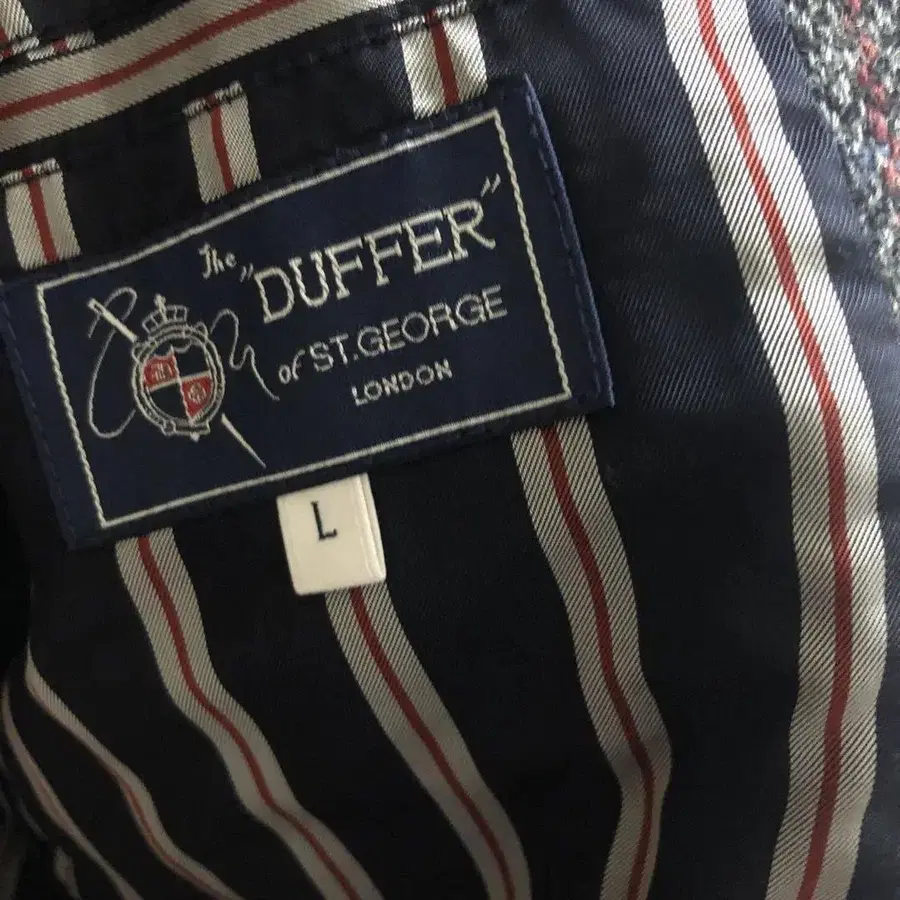 The "DUFFER"
of ST.GEORGE
LONDON
L